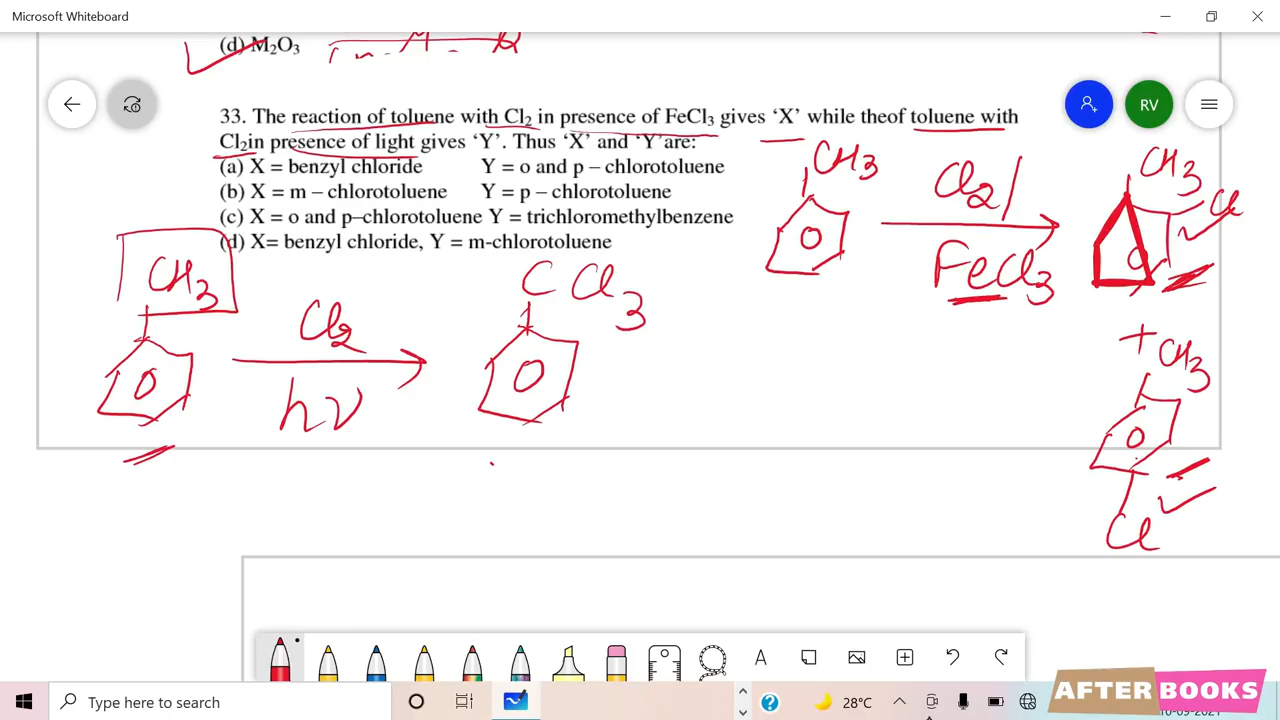 Microsoft Whiteboard
(d) M₂O₃
RV
33. The reaction of toluene with Cl₂ in presence of FeCl₃ gives ‘X’ while theof toluene with
Cl₂in presence of light gives ‘Y’. Thus ‘X’ and ‘Y’are:
(a) X = benzyl chloride Y = o and p – chlorotoluene
(b) X = m – chlorotoluene Y = p – chlorotoluene
(c) X = o and p–chlorotoluene Y = trichloromethylbenzene
(d) X= benzyl chloride, Y = m-chlorotoluene
CH₃
Cl₂/
FeCl₃
CH₃
Cl
+
CH₃
Cl
CH₃
Cl₂
hν
CCl₃
A
AFTERBOOKS
Type here to search
28°C